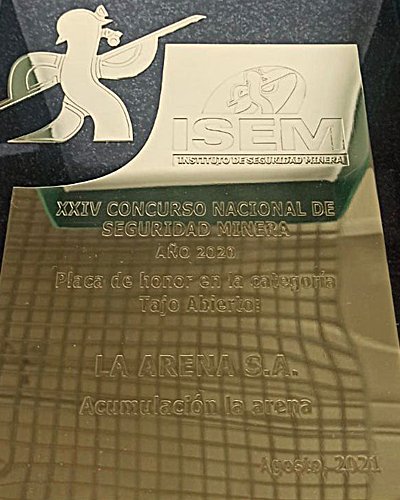 ISEM
INSTITUTO DE SEGURIDAD MINERA
XXIV CONCURSO NACIONAL DE
SEGURIDAD MINERA
AÑO 2020
Placa de honor en la categoría
Tajo Abierto:
LA ARENA S.A.
Acumulación la arena
Agosto, 2021